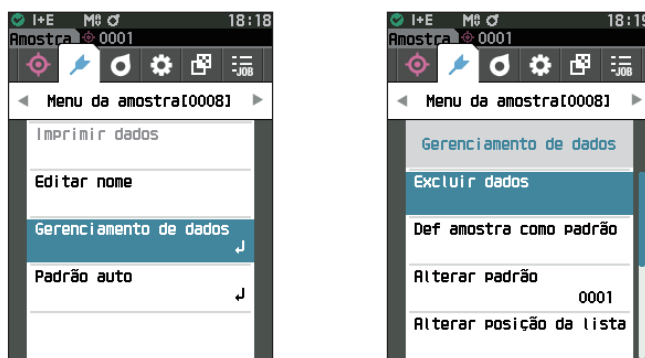 I+E M 18:18
Amostra 0001
JOB
Menu da amostra[0008]
Imprimir dados
Editar nome
Gerenciamento de dados
Padrão auto
I+E M 18:19
Amostra 0001
JOB
Menu da amostra[0008]
Gerenciamento de dados
Excluir dados
Def amostra como padrão
Alterar padrão
0001
Alterar posição da lista